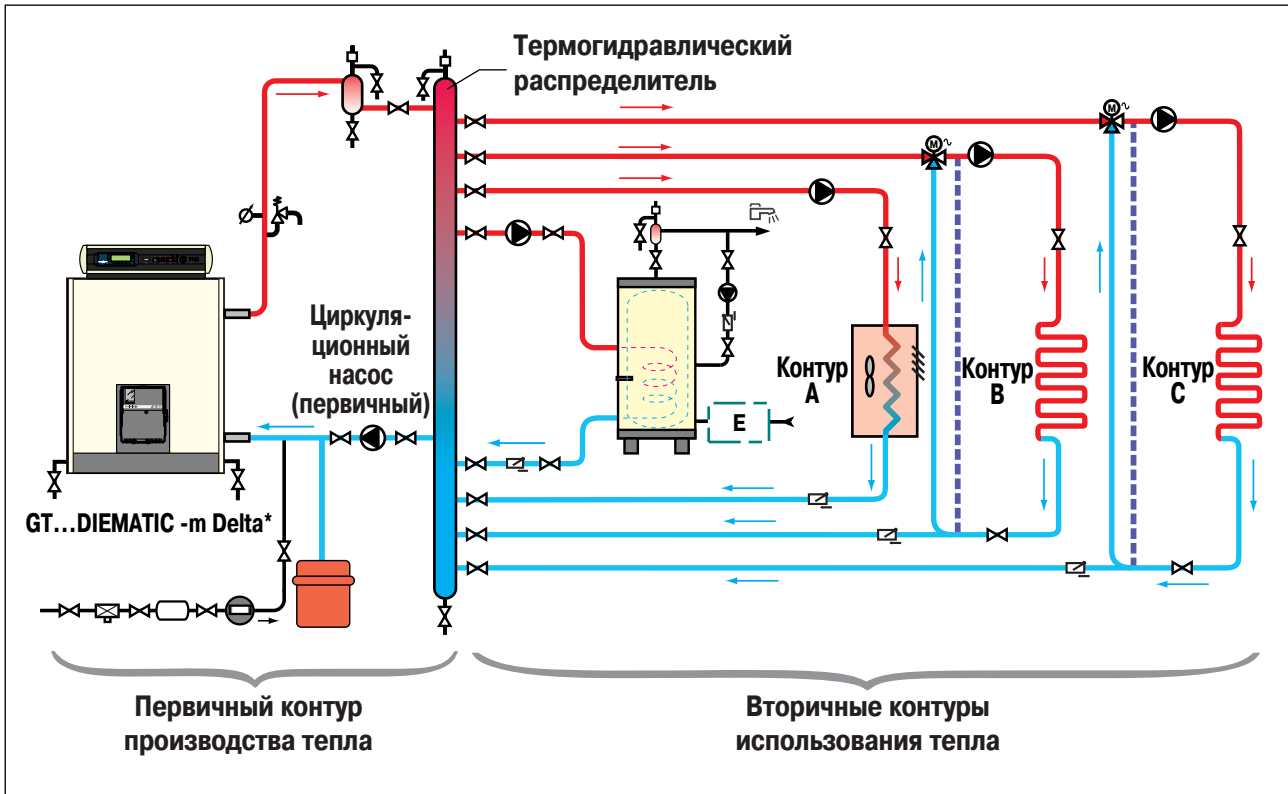 Термогидравлический
распределитель
M
M
Циркуля-
ционный
насос
(первичный)
Контур
A
Контур
B
Контур
C
E
GT...DIEMATIC -m Delta*
Первичный контур
производства тепла
Вторичные контуры
использования тепла